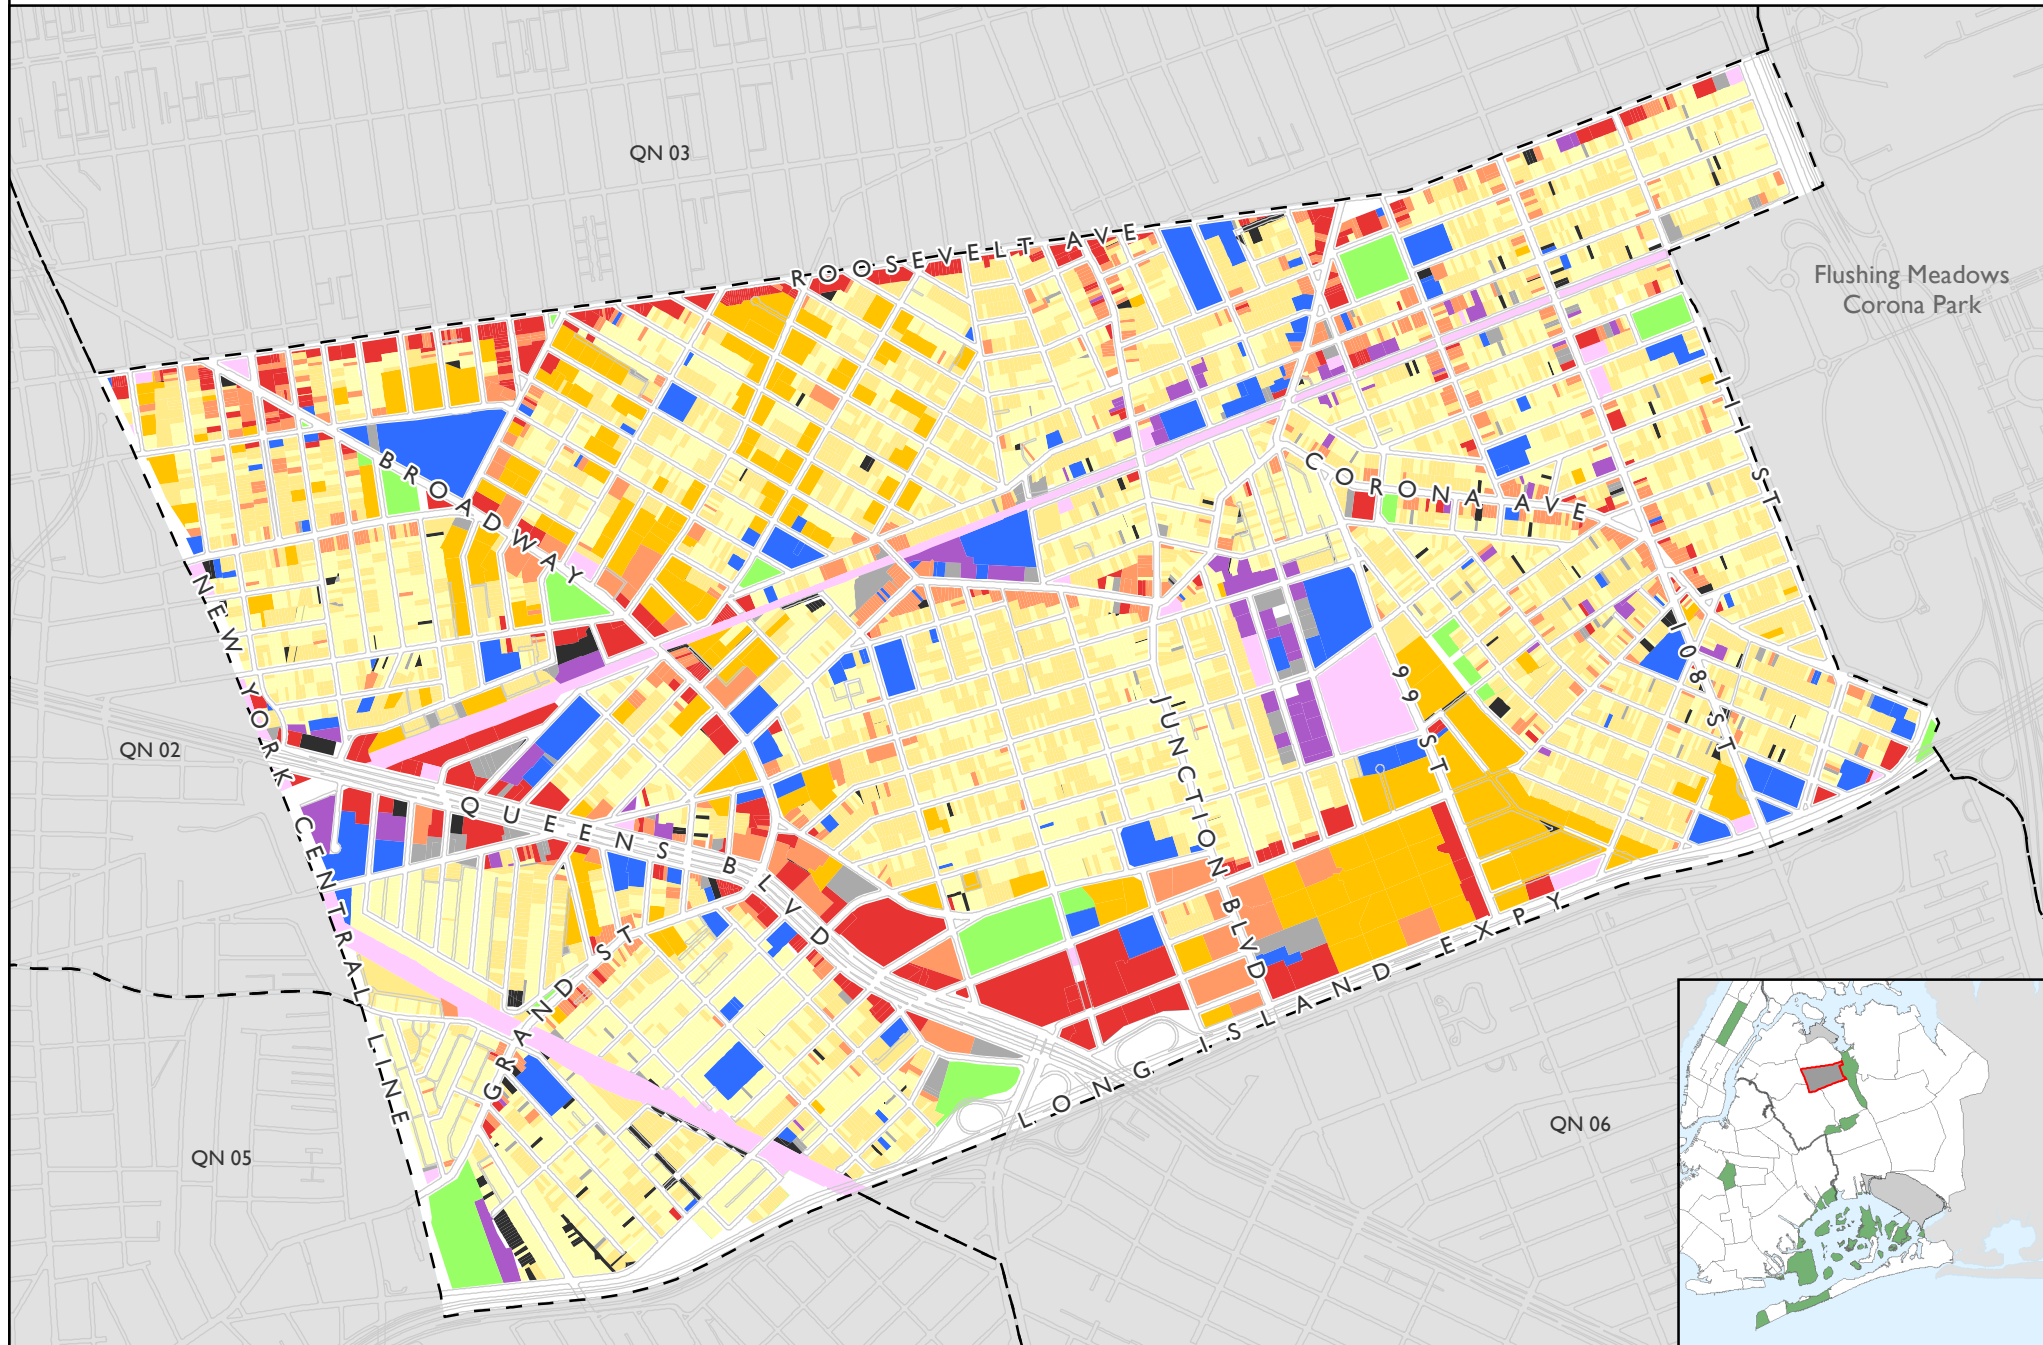 QN 03
ROOSEVELT AVE
Flushing Meadows
Corona Park
BROADWAY
CORONA AVE
111 ST
NEW YORK CENTRAL LINE
108 ST
99 ST
JUNCTION BLVD
QN 02
QUEENS BLVD
GRAND ST
LONG ISLAND EXPY
QN 05
QN 06